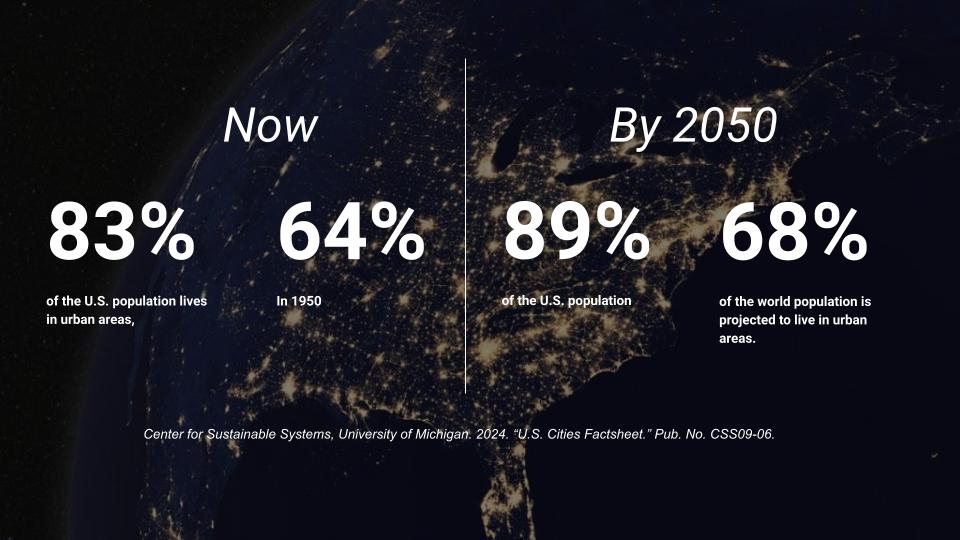 Now
83%
of the U.S. population lives
in urban areas,
64%
In 1950
By 2050
89%
of the U.S. population
68%
of the world population is
projected to live in urban
areas.
Center for Sustainable Systems, University of Michigan. 2024. “U.S. Cities Factsheet.” Pub. No. CSS09-06.